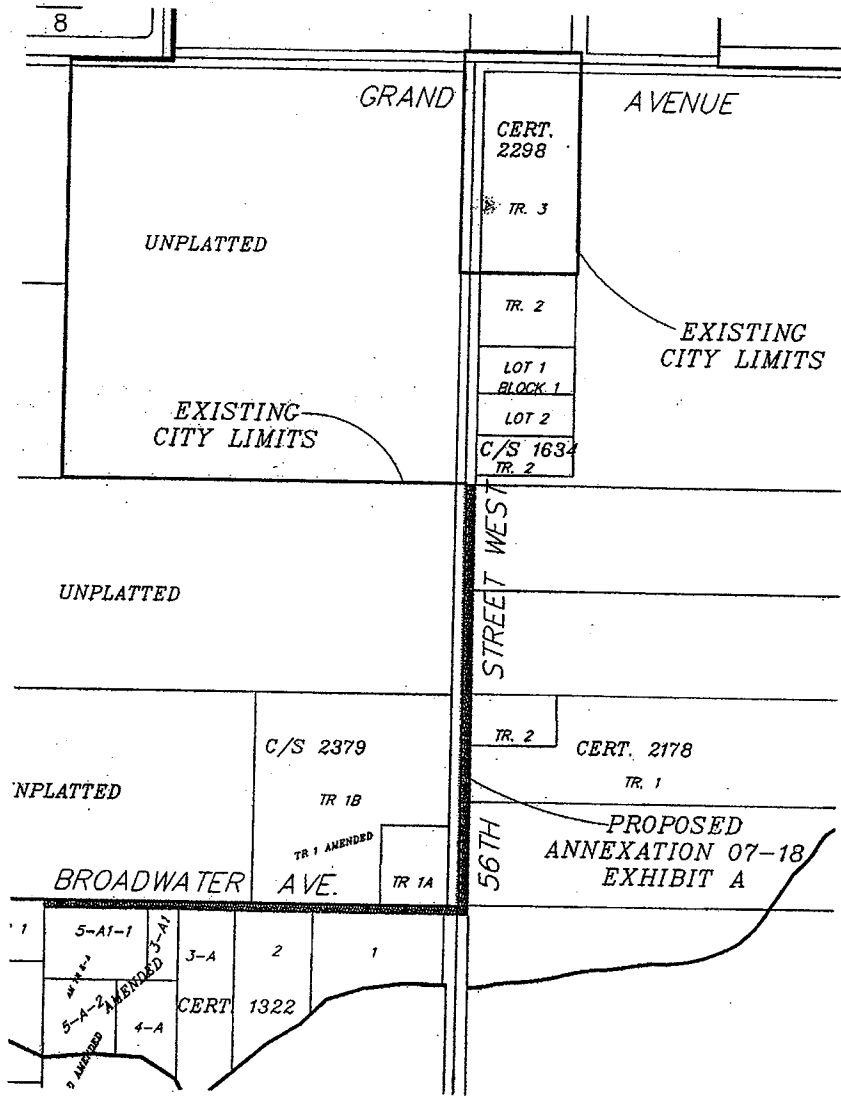 8
GRAND AVENUE
CERT.
2298
TR. 3
UNPLATTED
TR. 2
EXISTING
CITY LIMITS
LOT 1
BLOCK 1
LOT 2
EXISTING
CITY LIMITS
C/S 1634
TR. 2
56TH STREET WEST
UNPLATTED
TR. 2
C/S 2379
CERT. 2178
TR. 1
NPLATTED
TR 1B
PROPOSED
ANNEXATION 07-18
EXHIBIT A
TR 1 AMENDED
TR 1A
BROADWATER AVE.
1
5-A1-1
3-A1
3-A
2
1
AMENDED
5-A-2
4-A
CERT 1322
AMENDED